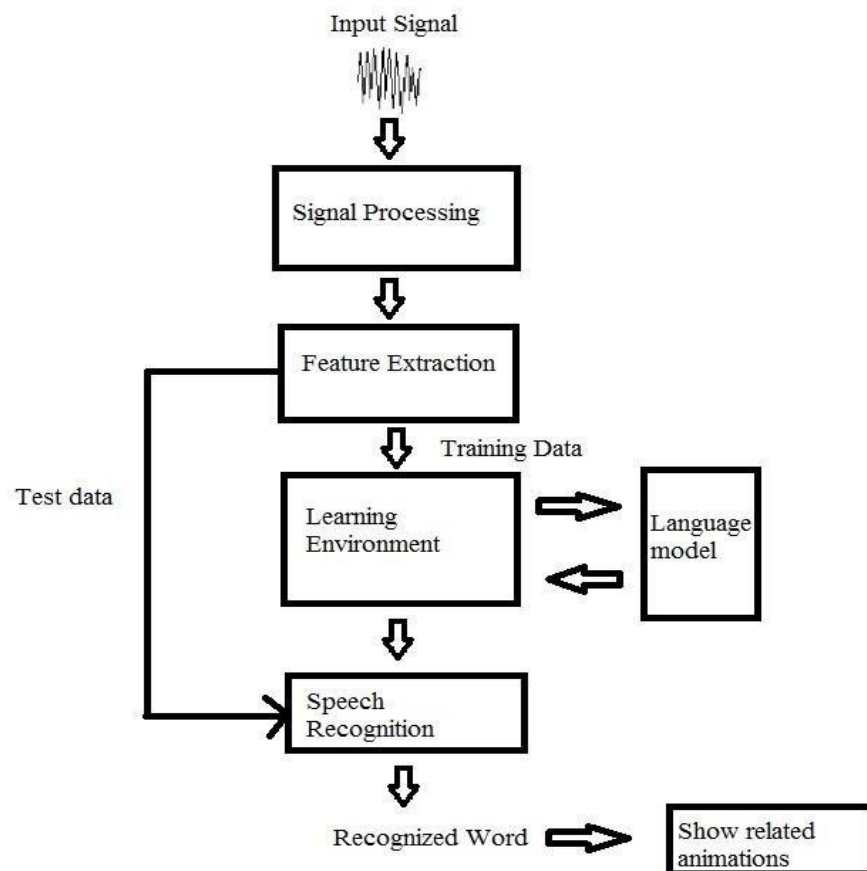 Input Signal
Signal Processing
Feature Extraction
Training Data
Test data
Learning
Environment
Language
model
Speech
Recognition
Recognized Word
Show related
animations